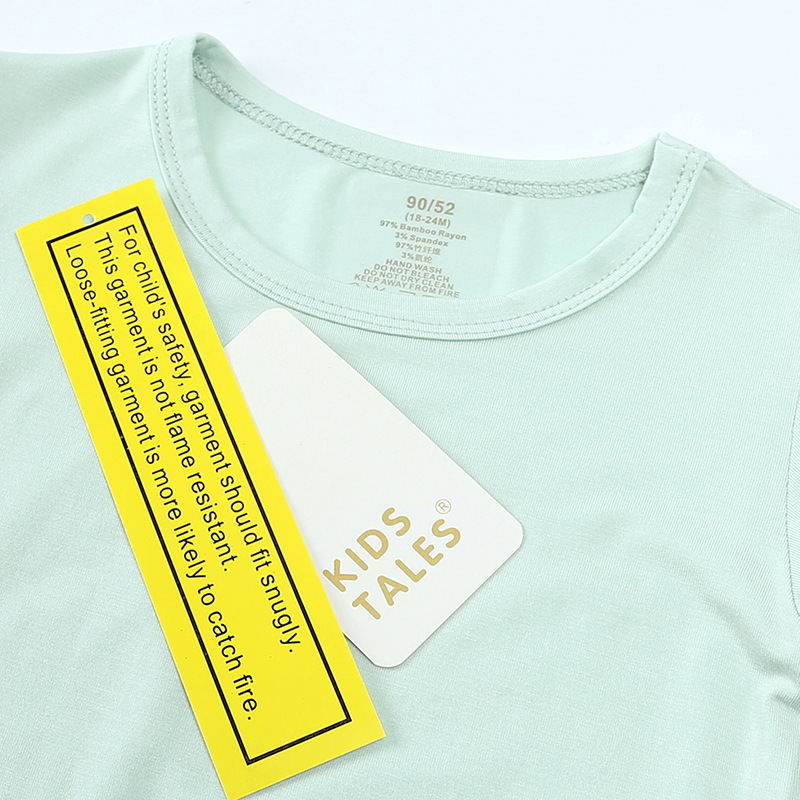 90/52
(18-24M)
97% Bamboo Rayon
3% Spandex
97%竹纤维
3%氨纶
HAND WASH
DO NOT BLEACH
DO NOT DRY CLEAN
KEEP AWAY FROM FIRE
For child's safety, garment should fit snugly.
This garment is not flame resistant.
Loose-fitting garment is more likely to catch fire.
KIDS
TALES®